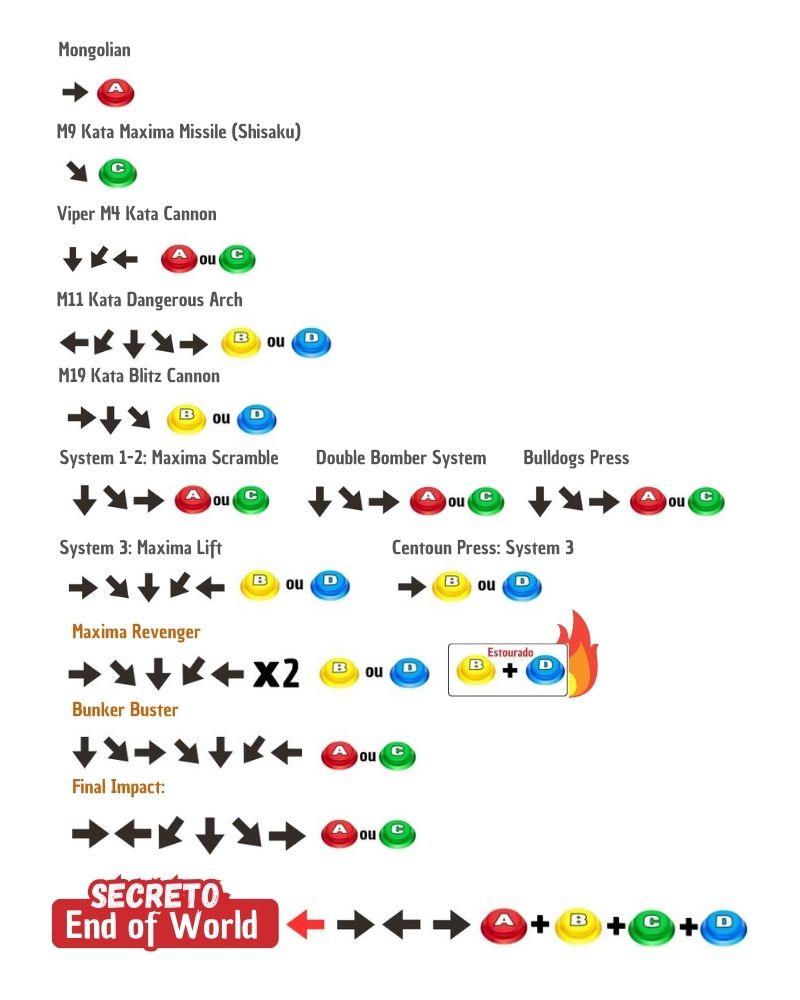 Mongolian
A
M9 Kata Maxima Missile (Shisaku)
C
Viper M4 Kata Cannon
A ou C
M11 Kata Dangerous Arch
B ou D
M19 Kata Blitz Cannon
B ou D
System 1-2: Maxima Scramble Double Bomber System Bulldogs Press
A ou C A ou C A ou C
System 3: Maxima Lift Centoun Press: System 3
B ou D B ou D
Maxima Revenger
X2 B ou D Estourado B + D
Bunker Buster
A ou C
Final Impact:
A ou C
SECRETO
End of World A + B + C + D